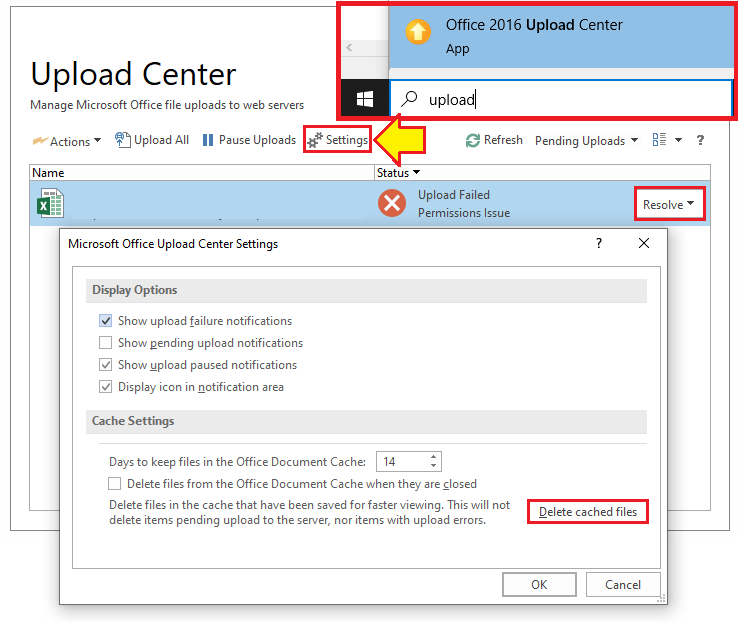 Office 2016 Upload Center
App
upload
Upload Center
Manage Microsoft Office file uploads to web servers
Actions Upload All Pause Uploads Settings Refresh Pending Uploads ?
Name Status
Upload Failed
Permissions Issue
Resolve
Microsoft Office Upload Center Settings ?
Display Options
Show upload failure notifications
Show pending upload notifications
Show upload paused notifications
Display icon in notification area
Cache Settings
Days to keep files in the Office Document Cache: 14
Delete files from the Office Document Cache when they are closed
Delete files in the cache that have been saved for faster viewing. This will not
delete items pending upload to the server, nor items with upload errors.
Delete cached files
OK Cancel